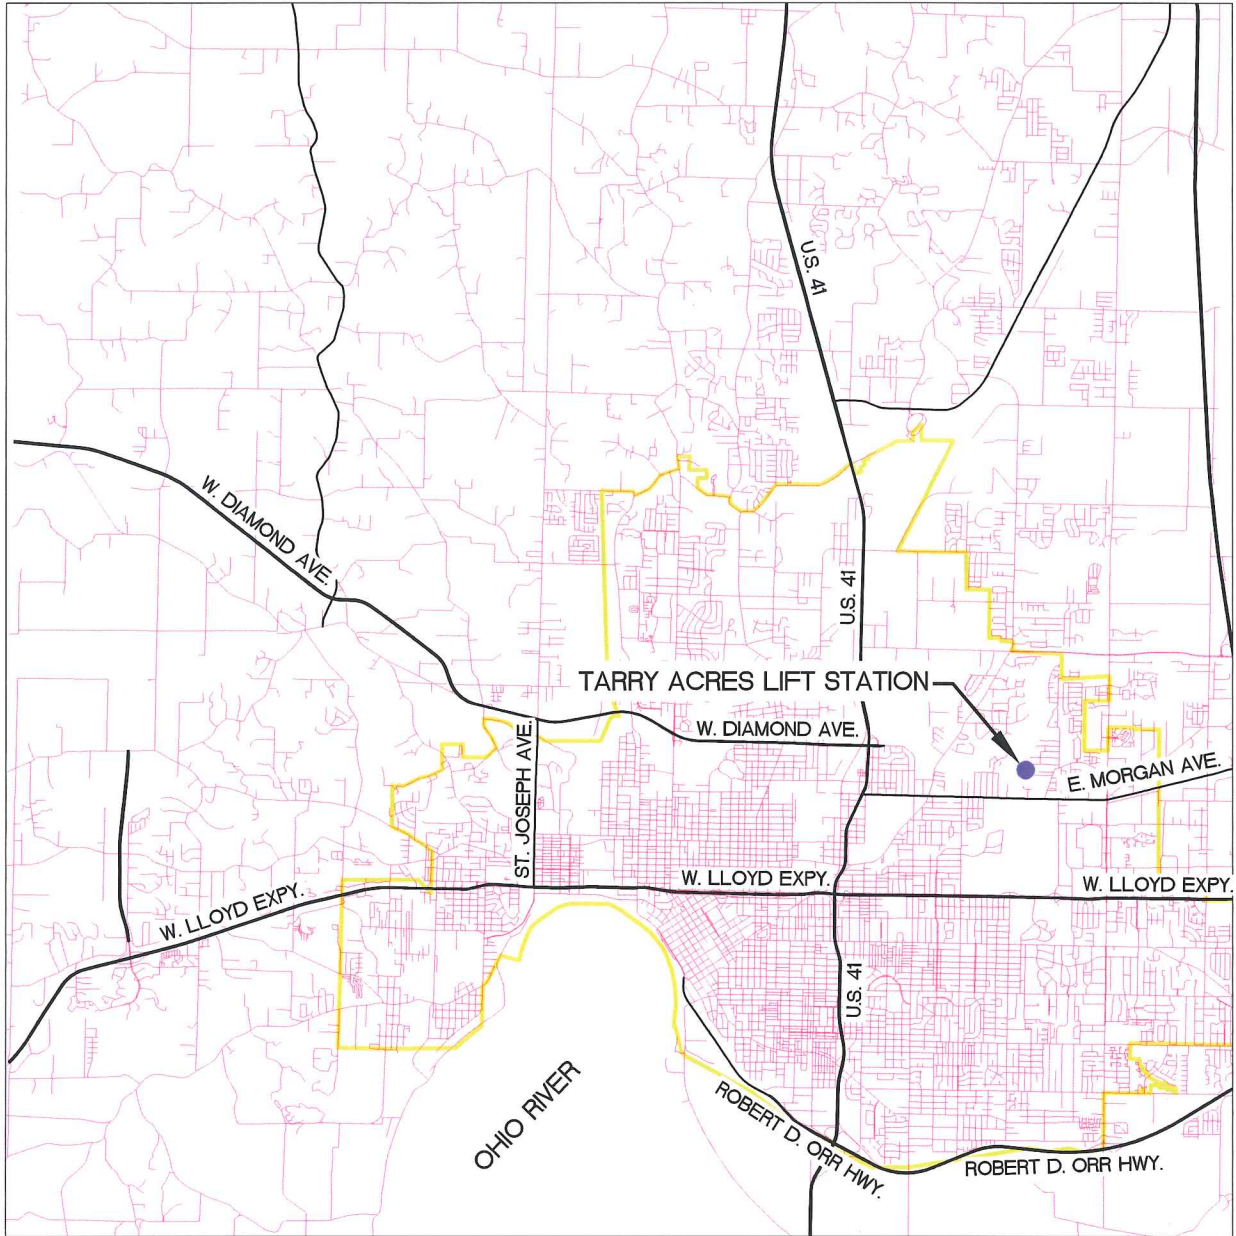 U.S. 41
W. DIAMOND AVE.
U.S. 41
TARRY ACRES LIFT STATION
W. DIAMOND AVE.
ST. JOSEPH AVE.
E. MORGAN AVE.
W. LLOYD EXPY.
W. LLOYD EXPY.
W. LLOYD EXPY.
U.S. 41
OHIO RIVER
ROBERT D. ORR HWY.
ROBERT D. ORR HWY.